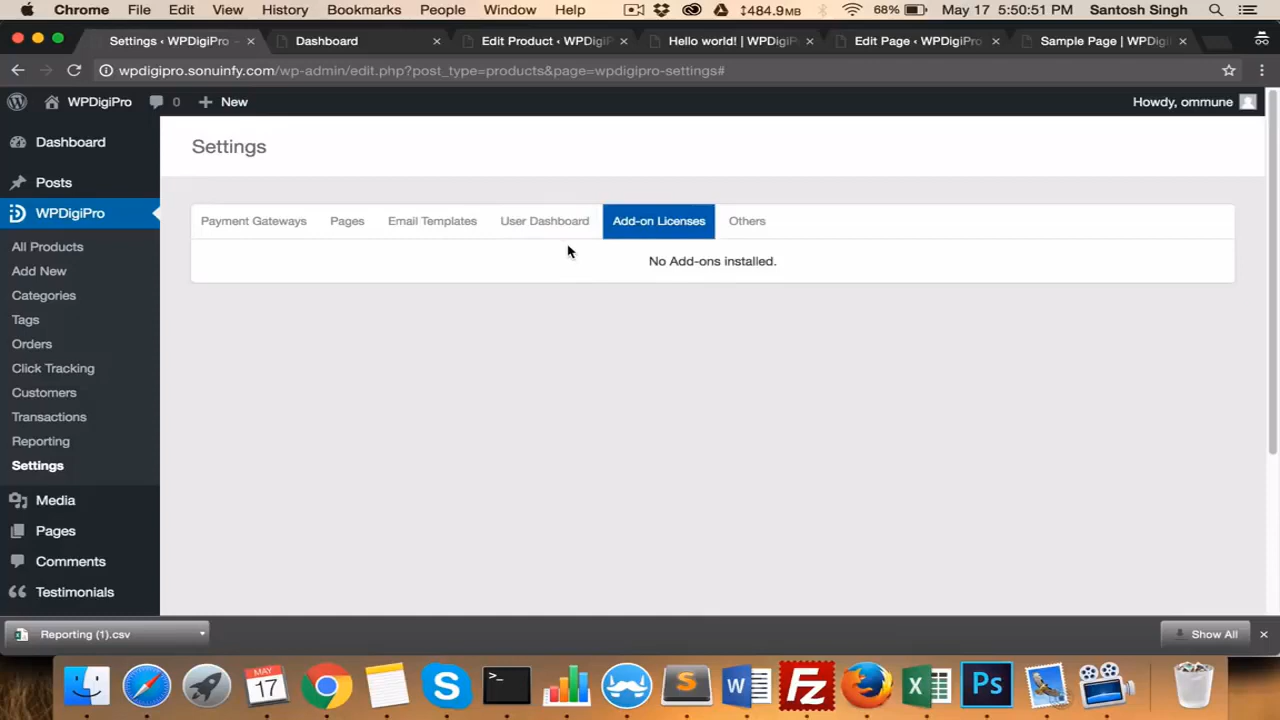 Chrome File Edit View History Bookmarks People Window Help 484.9MB 68% May 17 5:50:51 PM Santosh Singh
Settings ‹ WPDigiPro – Dashboard Edit Product ‹ WPDigiP Hello world! | WPDigiP Edit Page ‹ WPDigiPro Sample Page | WPDigi
wpdigipro.sonuinfy.com/wp-admin/edit.php?post_type=products&page=wpdigipro-settings#
WPDigiPro 0 + New Howdy, ommune
Dashboard
Posts
WPDigiPro
All Products
Add New
Categories
Tags
Orders
Click Tracking
Customers
Transactions
Reporting
Settings
Media
Pages
Comments
Testimonials
Settings
Payment Gateways Pages Email Templates User Dashboard Add-on Licenses Others
No Add-ons installed.
Reporting (1).csv Show All
MAY
17
S >_ S W Fz X Ps